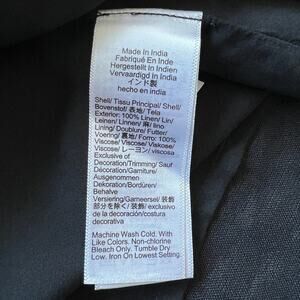 Made In India
Fabriqué En Inde
Hergestellt In Indien
Vervaardigd In India
インド製
hecho en india
Shell/ Tissu Principal/ Shell/
Bovenstof/ 表地/ Tela
Exterior: 100% Linen/ Lin/
Leinen/ Linnen/ 麻/ lino
Lining/ Doublure/ Futter/
Voering/ 裏地/ Forro: 100%
Viscose/ Viscose/ Viskose/
Viscose/ レーヨン/ viscosa
Exclusive of
Decoration/Trimming/ Sauf
Décoration/Garniture/
Ausgenommen
Dekoration/Bordüren/
Behalve
Versiering/Garneersel/ 装飾
部分を除く/ 装飾/ exclusivo
de la decoración/costura
decorativa
Machine Wash Cold. With
Like Colors. Non-chlorine
Bleach Only. Tumble Dry
Low. Iron On Lowest Setting.